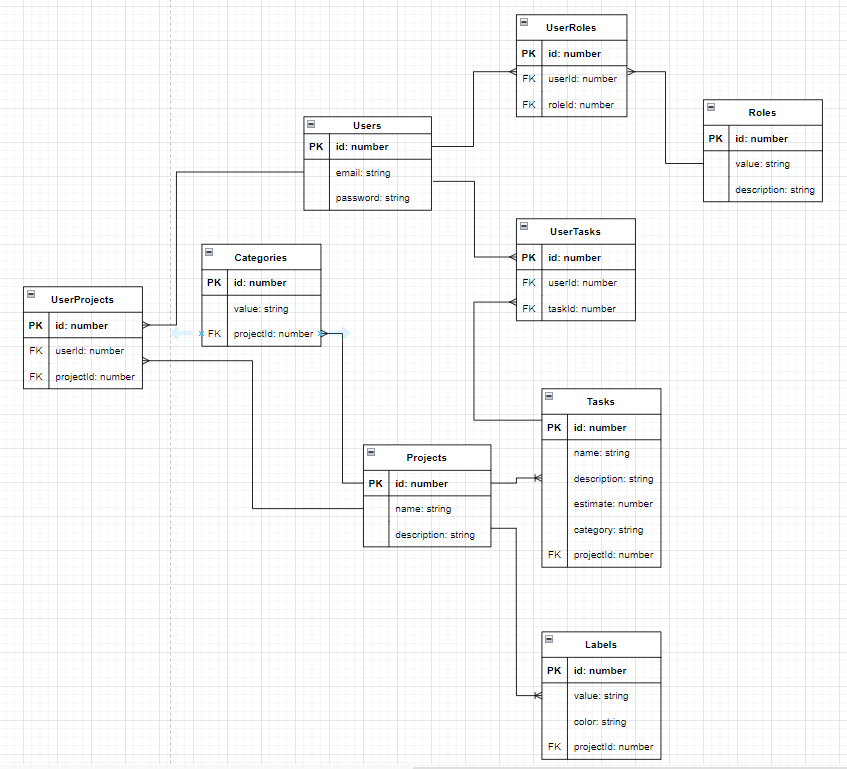 UserRoles
PK id: number
FK userId: number
FK roleId: number
Roles
PK id: number
value: string
description: string
Users
PK id: number
email: string
password: string
UserTasks
PK id: number
FK userId: number
FK taskId: number
Categories
PK id: number
value: string
FK projectId: number
UserProjects
PK id: number
FK userId: number
FK projectId: number
Tasks
PK id: number
name: string
description: string
estimate: number
category: string
FK projectId: number
Projects
PK id: number
name: string
description: string
Labels
PK id: number
value: string
color: string
FK projectId: number